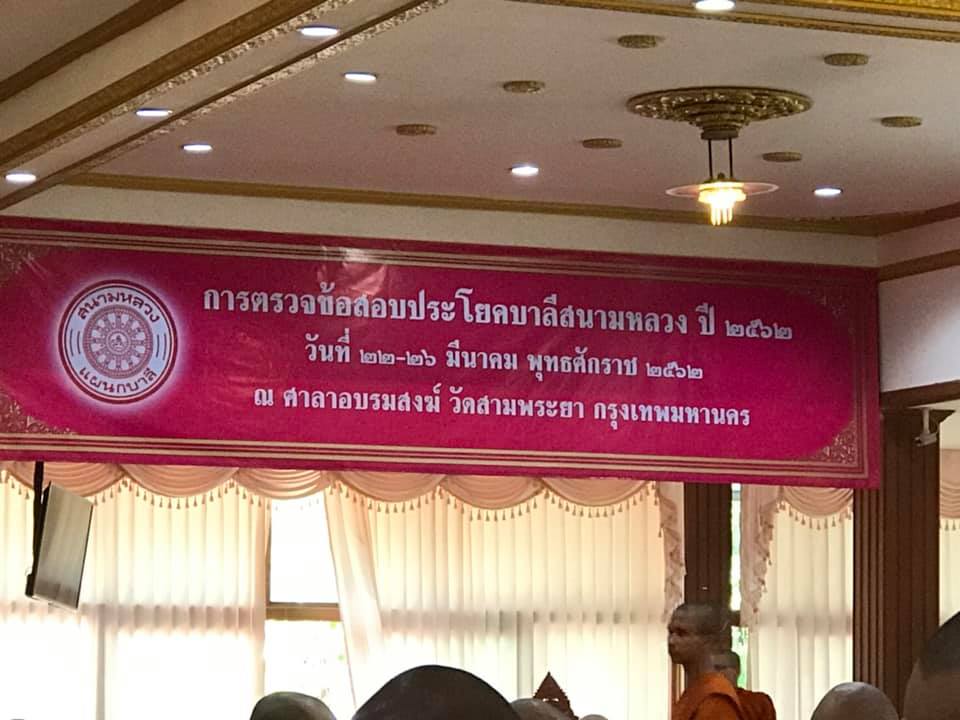 สนามหลวง
แผนกบาลี
การตรวจข้อสอบประโยคบาลีสนามหลวง ปี ๒๕๖๒
วันที่ ๒๒-๒๖ มีนาคม พุทธศักราช ๒๕๖๒
ณ ศาลาอบรมสงฆ์ วัดสามพระยา กรุงเทพมหานคร